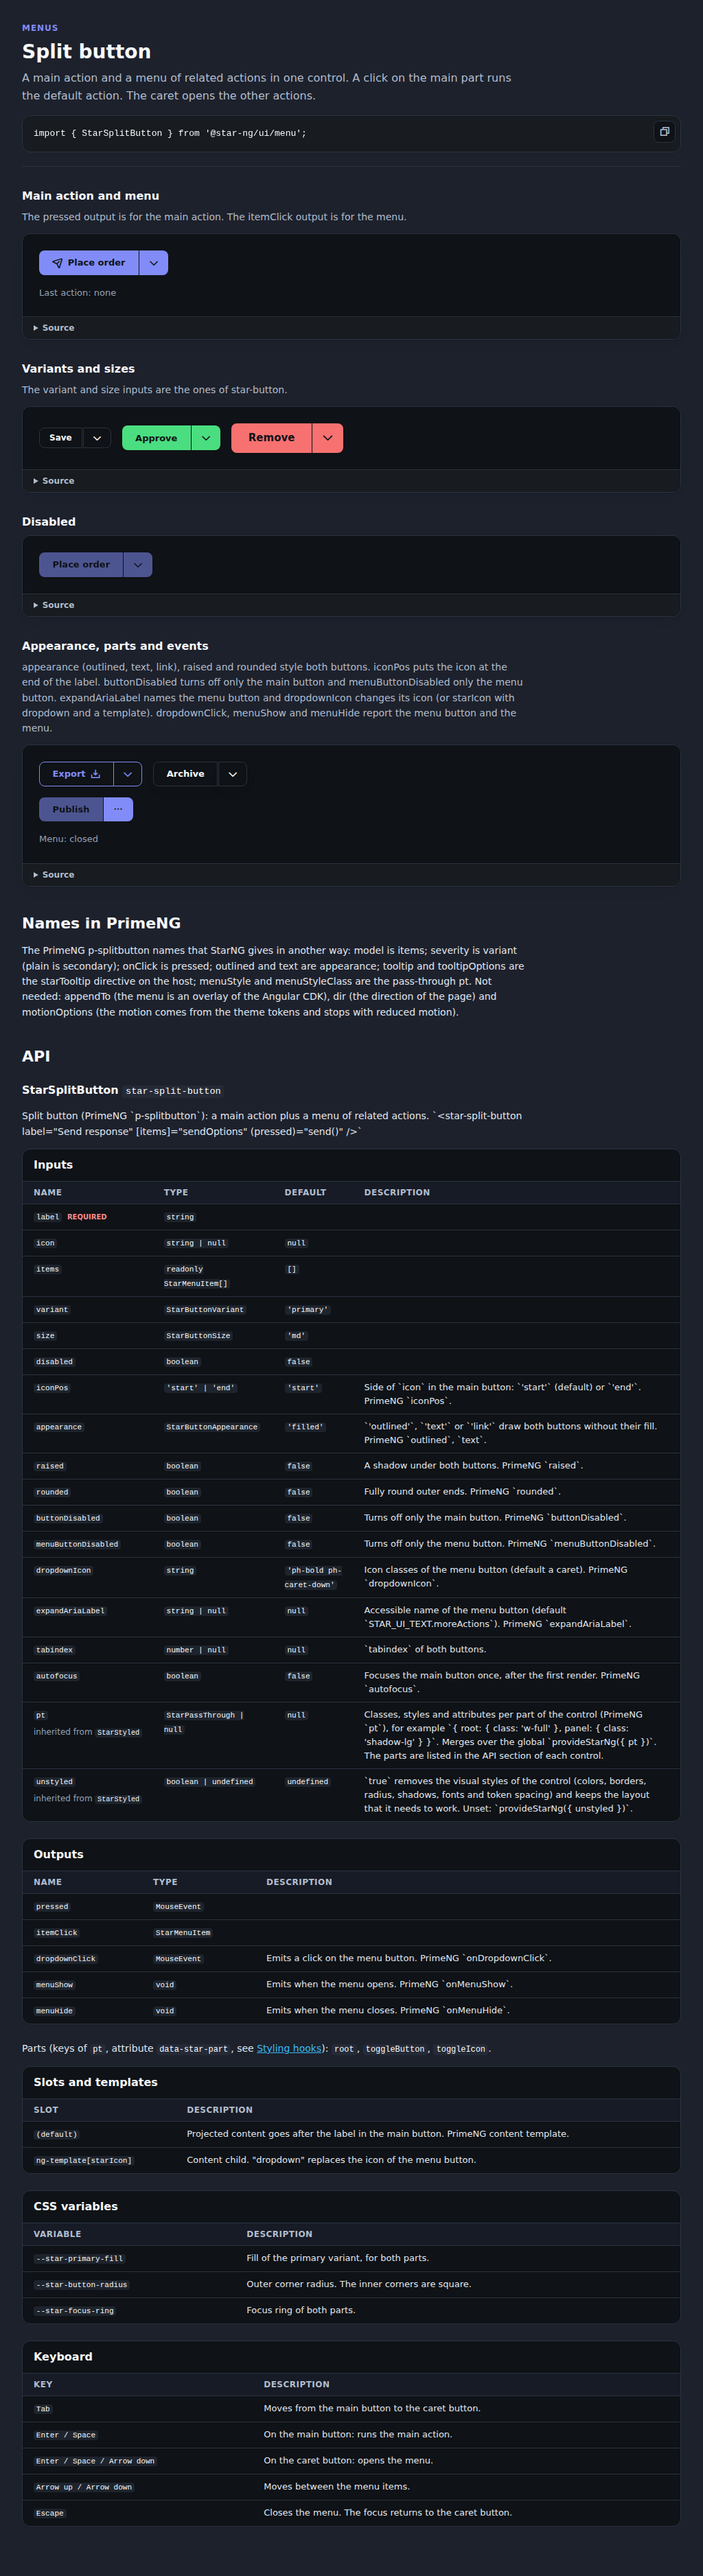 MENUS
Split button
A main action and a menu of related actions in one control. A click on the main part runs
the default action. The caret opens the other actions.
import { StarSplitButton } from '@star-ng/ui/menu';
Main action and menu
The pressed output is for the main action. The itemClick output is for the menu.
Place order
Last action: none
Source
Variants and sizes
The variant and size inputs are the ones of star-button.
Save Approve Remove
Source
Disabled
Place order
Source
Appearance, parts and events
appearance (outlined, text, link), raised and rounded style both buttons. iconPos puts the icon at the
end of the label. buttonDisabled turns off only the main button and menuButtonDisabled only the menu
button. expandAriaLabel names the menu button and dropdownIcon changes its icon (or starIcon with
dropdown and a template). dropdownClick, menuShow and menuHide report the menu button and the
menu.
Export Archive
Publish ···
Menu: closed
Source
Names in PrimeNG
The PrimeNG p-splitbutton names that StarNG gives in another way: model is items; severity is variant
(plain is secondary); onClick is pressed; outlined and text are appearance; tooltip and tooltipOptions are
the starTooltip directive on the host; menuStyle and menuStyleClass are the pass-through pt. Not
needed: appendTo (the menu is an overlay of the Angular CDK), dir (the direction of the page) and
motionOptions (the motion comes from the theme tokens and stops with reduced motion).
API
StarSplitButton star-split-button
Split button (PrimeNG `p-splitbutton`): a main action plus a menu of related actions. `<star-split-button
label="Send response" [items]="sendOptions" (pressed)="send()" />`
Inputs
NAME TYPE DEFAULT DESCRIPTION
label REQUIRED string
icon string | null null
items readonly StarMenuItem[] []
variant StarButtonVariant 'primary'
size StarButtonSize 'md'
disabled boolean false
iconPos 'start' | 'end' 'start' Side of `icon` in the main button: `'start'` (default) or `'end'`.
PrimeNG `iconPos`.
appearance StarButtonAppearance 'filled' `'outlined'`, `'text'` or `'link'` draw both buttons without their fill.
PrimeNG `outlined`, `text`.
raised boolean false A shadow under both buttons. PrimeNG `raised`.
rounded boolean false Fully round outer ends. PrimeNG `rounded`.
buttonDisabled boolean false Turns off only the main button. PrimeNG `buttonDisabled`.
menuButtonDisabled boolean false Turns off only the menu button. PrimeNG `menuButtonDisabled`.
dropdownIcon string 'ph-bold ph-caret-down' Icon classes of the menu button (default a caret). PrimeNG
`dropdownIcon`.
expandAriaLabel string | null null Accessible name of the menu button (default
`STAR_UI_TEXT.moreActions`). PrimeNG `expandAriaLabel`.
tabindex number | null null `tabindex` of both buttons.
autofocus boolean false Focuses the main button once, after the first render. PrimeNG
`autofocus`.
pt StarPassThrough | null null Classes, styles and attributes per part of the control (PrimeNG
inherited from StarStyled `pt`), for example `{ root: { class: 'w-full' }, panel: { class:
'shadow-lg' } }`. Merges over the global `provideStarNg({ pt })`.
The parts are listed in the API section of each control.
unstyled boolean | undefined undefined `true` removes the visual styles of the control (colors, borders,
inherited from StarStyled radius, shadows, fonts and token spacing) and keeps the layout
that it needs to work. Unset: `provideStarNg({ unstyled })`.
Outputs
NAME TYPE DESCRIPTION
pressed MouseEvent
itemClick StarMenuItem
dropdownClick MouseEvent Emits a click on the menu button. PrimeNG `onDropdownClick`.
menuShow void Emits when the menu opens. PrimeNG `onMenuShow`.
menuHide void Emits when the menu closes. PrimeNG `onMenuHide`.
Parts (keys of pt, attribute data-star-part, see Styling hooks): root, toggleButton, toggleIcon.
Slots and templates
SLOT DESCRIPTION
(default) Projected content goes after the label in the main button. PrimeNG content template.
ng-template[starIcon] Content child. "dropdown" replaces the icon of the menu button.
CSS variables
VARIABLE DESCRIPTION
--star-primary-fill Fill of the primary variant, for both parts.
--star-button-radius Outer corner radius. The inner corners are square.
--star-focus-ring Focus ring of both parts.
Keyboard
KEY DESCRIPTION
Tab Moves from the main button to the caret button.
Enter / Space On the main button: runs the main action.
Enter / Space / Arrow down On the caret button: opens the menu.
Arrow up / Arrow down Moves between the menu items.
Escape Closes the menu. The focus returns to the caret button.